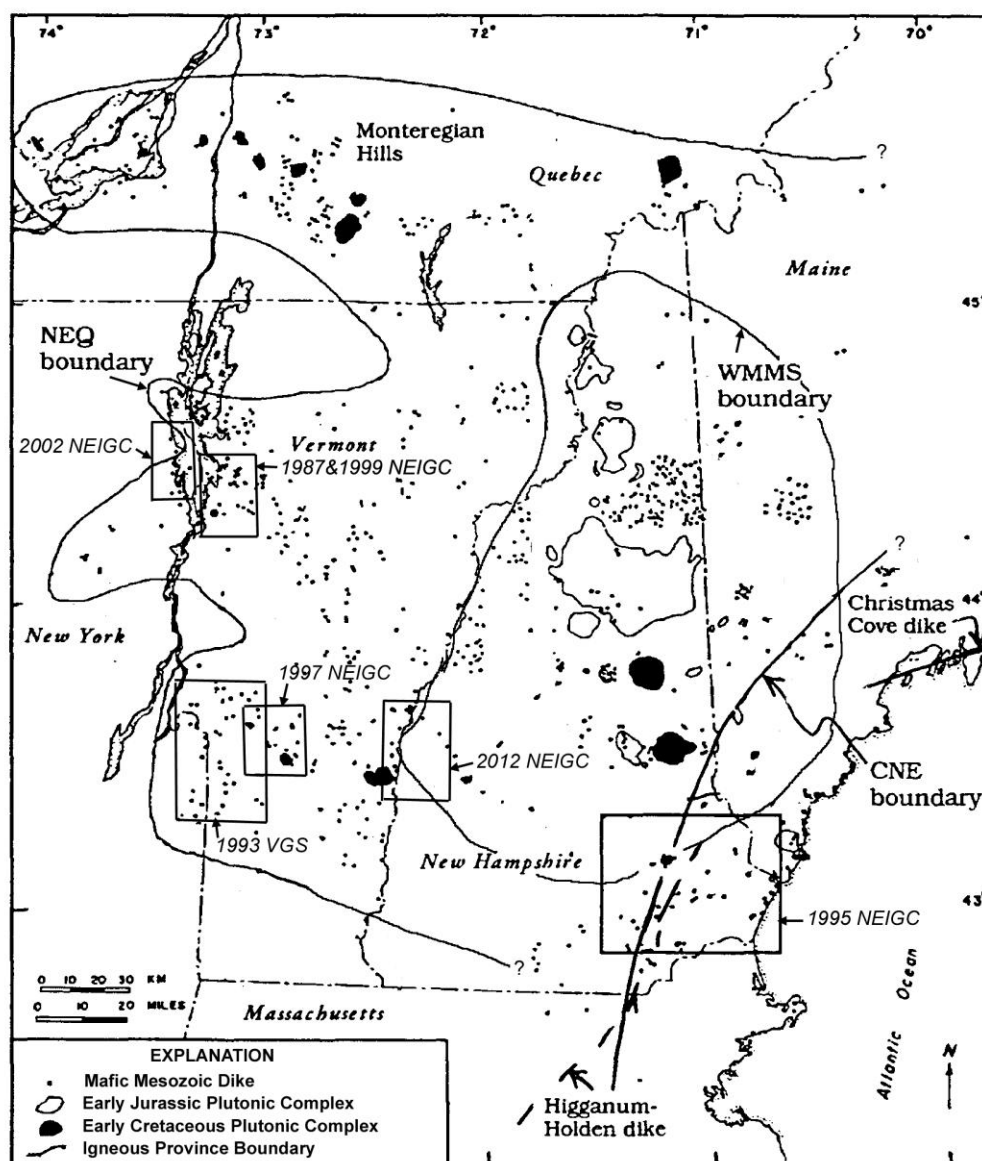 74°
73°
72°
71°
70°
Monteregian
Hills
Quebec
?
Maine
45°
NEQ
boundary
WMMS
boundary
2002 NEIGC
Vermont
1987&1999 NEIGC
?
Christmas
Cove dike
44°
New York
1997 NEIGC
2012 NEIGC
CNE
boundary
1993 VGS
New Hampshire
43°
1995 NEIGC
?
0 10 20 30 KM
0 10 20 MILES
Massachusetts
Atlantic Ocean
N
Higganum-
Holden dike
EXPLANATION
Mafic Mesozoic Dike
Early Jurassic Plutonic Complex
Early Cretaceous Plutonic Complex
Igneous Province Boundary